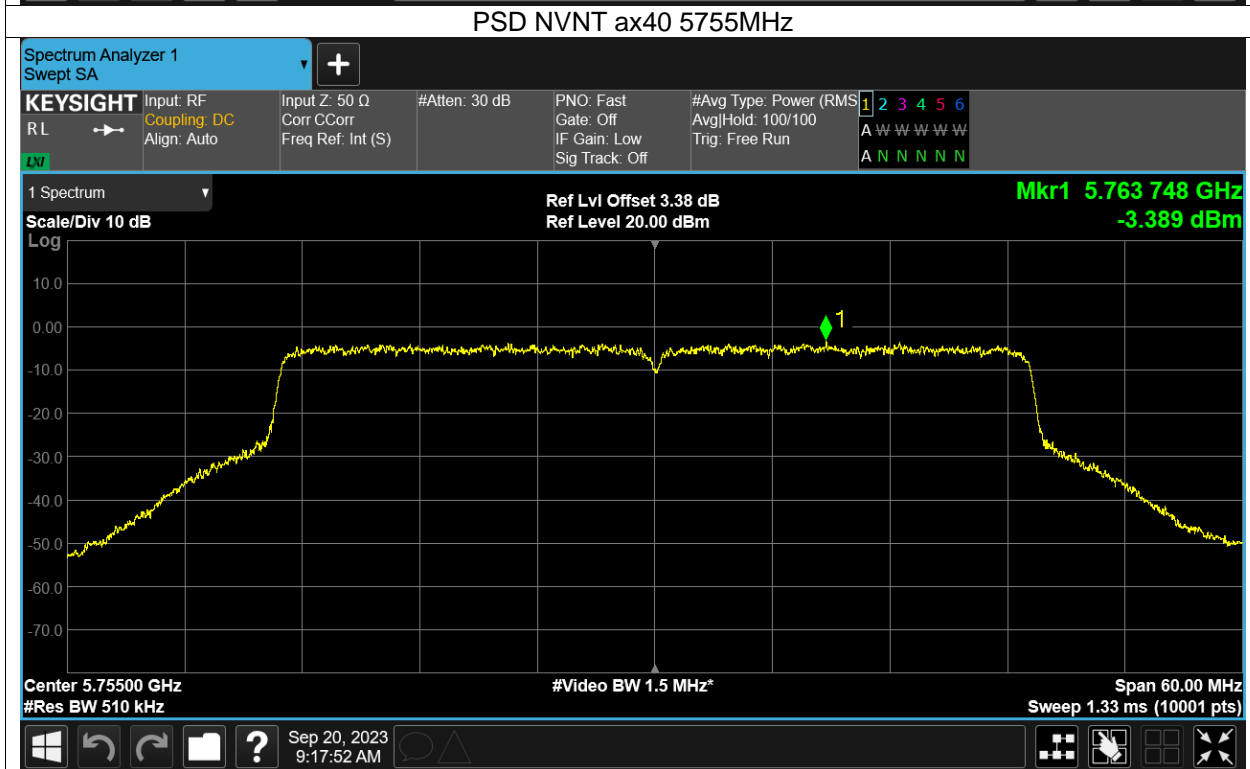 PSD NVNT ax40 5755MHz
Spectrum Analyzer 1
Swept SA
KEYSIGHT
RL
LXI
Input: RF
Coupling: DC
Align: Auto
Input Z: 50 Ω
Corr CCorr
Freq Ref: Int (S)
#Atten: 30 dB
PNO: Fast
Gate: Off
IF Gain: Low
Sig Track: Off
#Avg Type: Power (RMS
Avg|Hold: 100/100
Trig: Free Run
1 2 3 4 5 6
A W W W W W
A N N N N N
1 Spectrum
Scale/Div 10 dB
Log
Ref Lvl Offset 3.38 dB
Ref Level 20.00 dBm
Mkr1 5.763 748 GHz
-3.389 dBm
10.0
0.00
-10.0
-20.0
-30.0
-40.0
-50.0
-60.0
-70.0
1
Center 5.75500 GHz
#Res BW 510 kHz
#Video BW 1.5 MHz*
Span 60.00 MHz
Sweep 1.33 ms (10001 pts)
?
Sep 20, 2023
9:17:52 AM